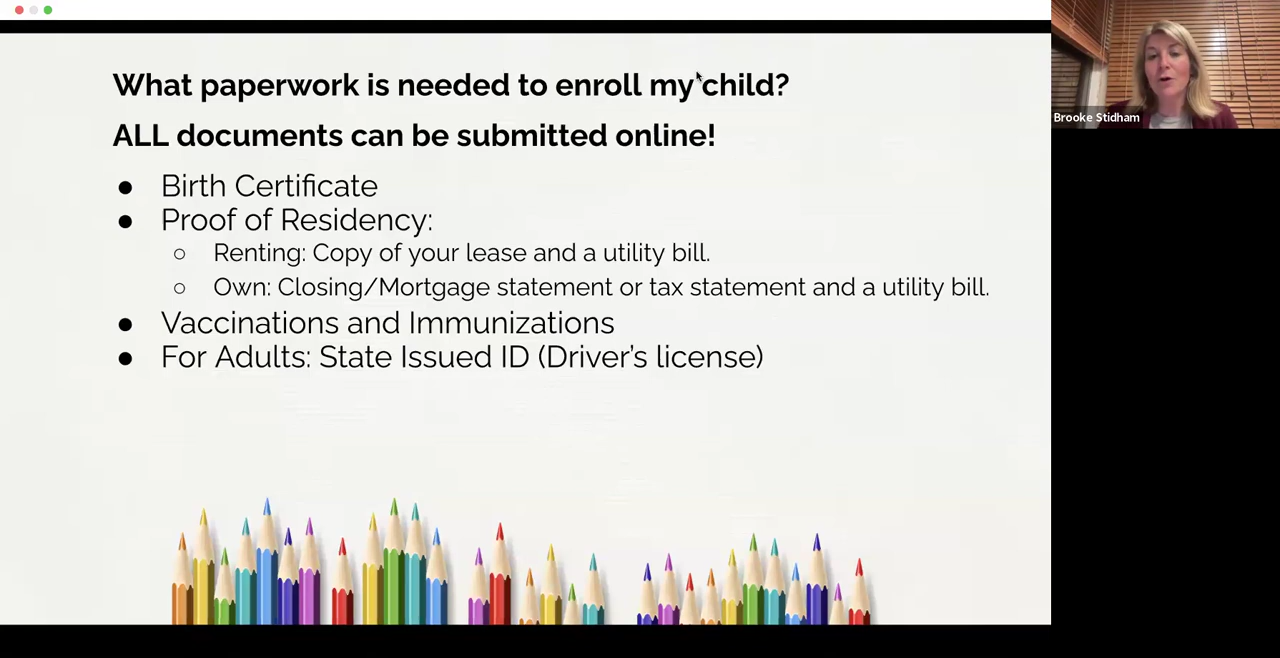 What paperwork is needed to enroll my child?
ALL documents can be submitted online!
● Birth Certificate
● Proof of Residency:
○ Renting: Copy of your lease and a utility bill.
○ Own: Closing/Mortgage statement or tax statement and a utility bill.
● Vaccinations and Immunizations
● For Adults: State Issued ID (Driver’s license)
Brooke Stidham